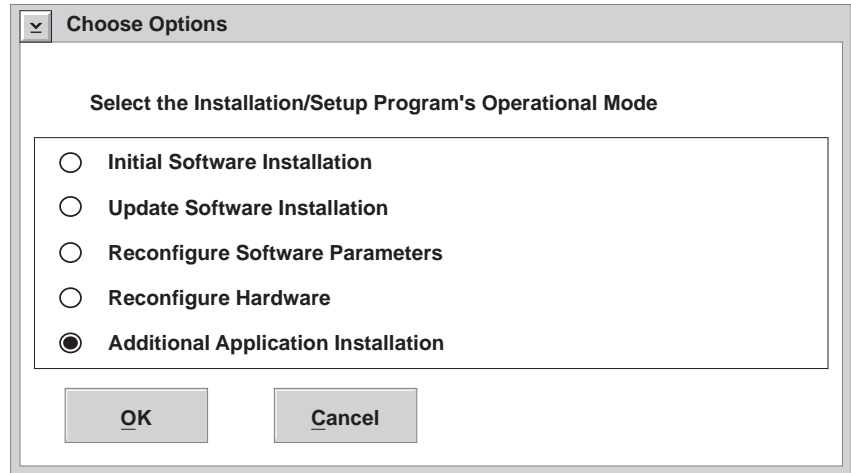 Choose Options
Select the Installation/Setup Program's Operational Mode
Initial Software Installation
Update Software Installation
Reconfigure Software Parameters
Reconfigure Hardware
Additional Application Installation
OK Cancel